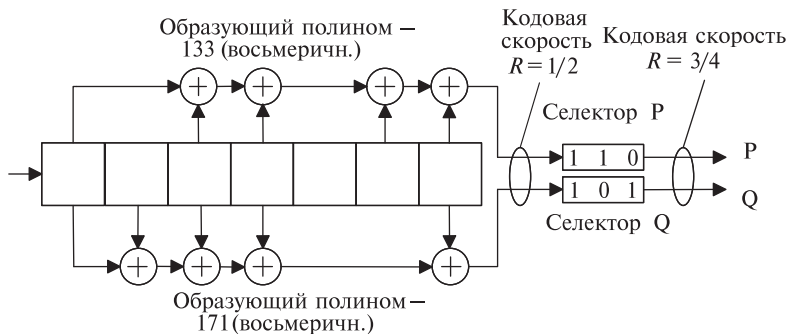 Образующий полином —
133 (восьмеричн.)
Кодовая
скорость
R = 1/2
Кодовая скорость
R = 3/4
Селектор P
1 1 0
P
1 0 1
Q
Селектор Q
Образующий полином —
171 (восьмеричн.)